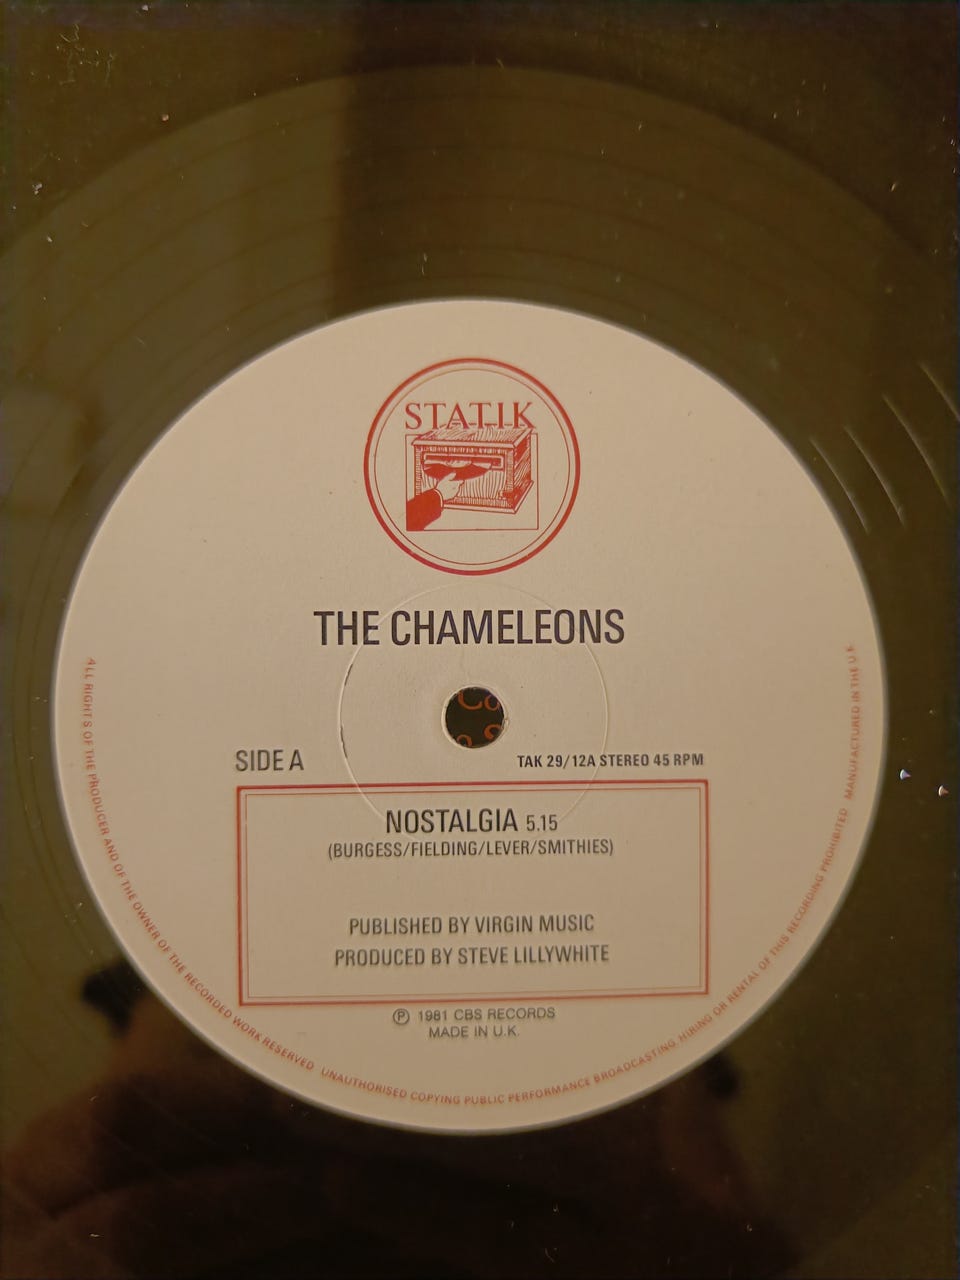 STATIK
THE CHAMELEONS
SIDE A
TAK 29/12A STEREO 45 RPM
NOSTALGIA 5.15
(BURGESS/FIELDING/LEVER/SMITHIES)
PUBLISHED BY VIRGIN MUSIC
PRODUCED BY STEVE LILLYWHITE
Ⓟ 1981 CBS RECORDS
MADE IN U.K.
ALL RIGHTS OF THE PRODUCER AND OF THE OWNER OF THE RECORDED WORK RESERVED UNAUTHORISED COPYING PUBLIC PERFORMANCE BROADCASTING HIRING OR RENTAL OF THIS RECORDING PROHIBITED MANUFACTURED IN THE U.K.